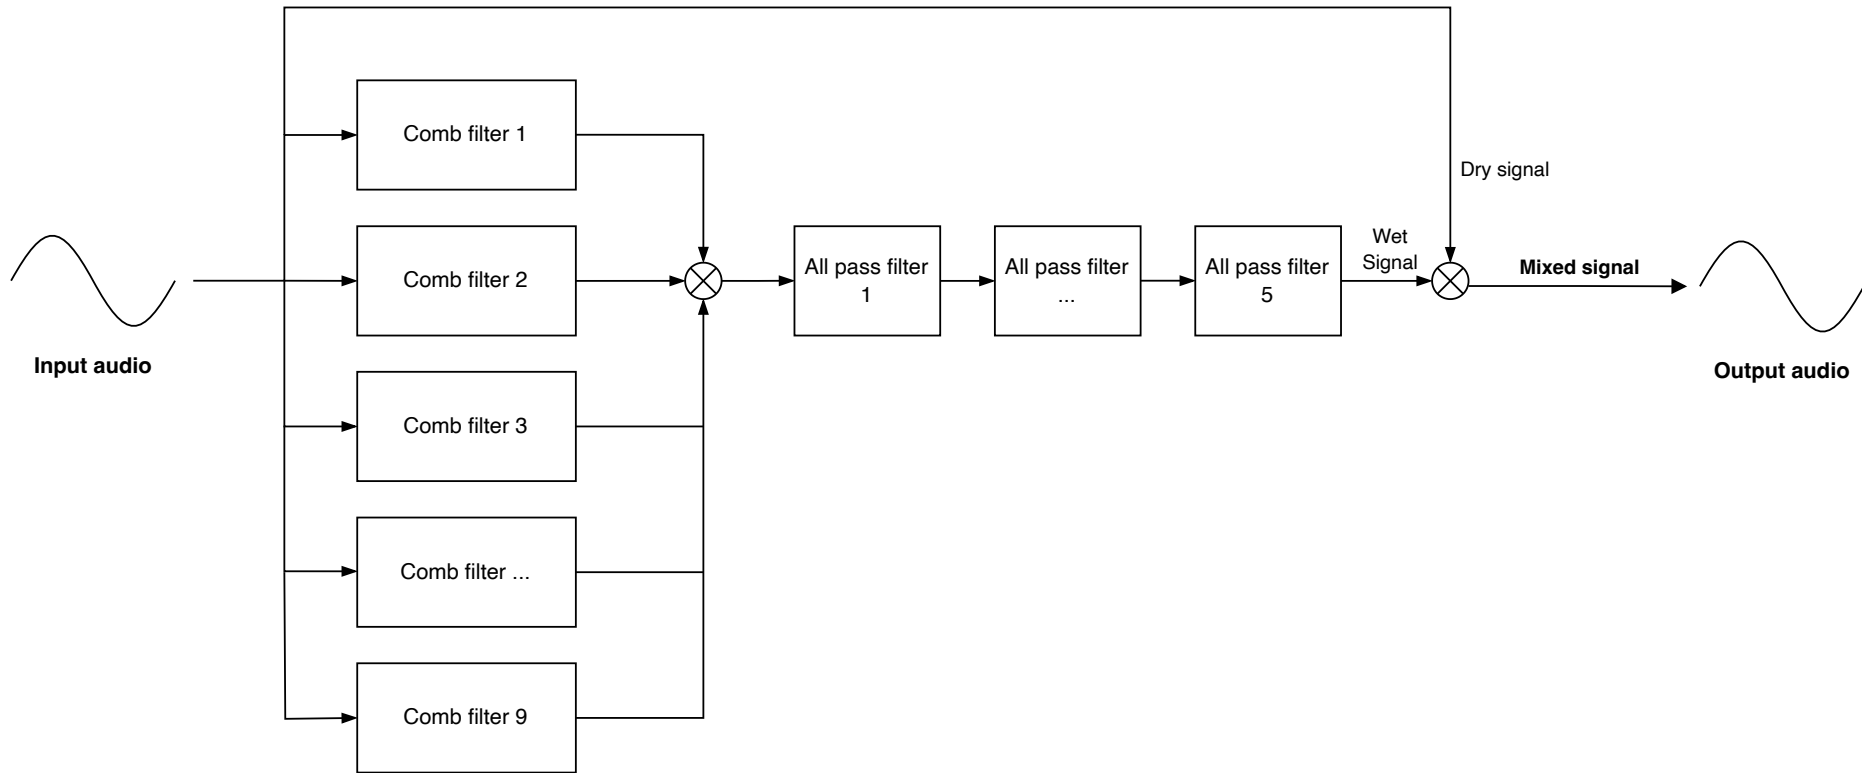 Comb filter 1
Dry signal
Comb filter 2
All pass filter
1
All pass filter
...
All pass filter
5
Wet
Signal
Mixed signal
Input audio
Output audio
Comb filter 3
Comb filter ...
Comb filter 9